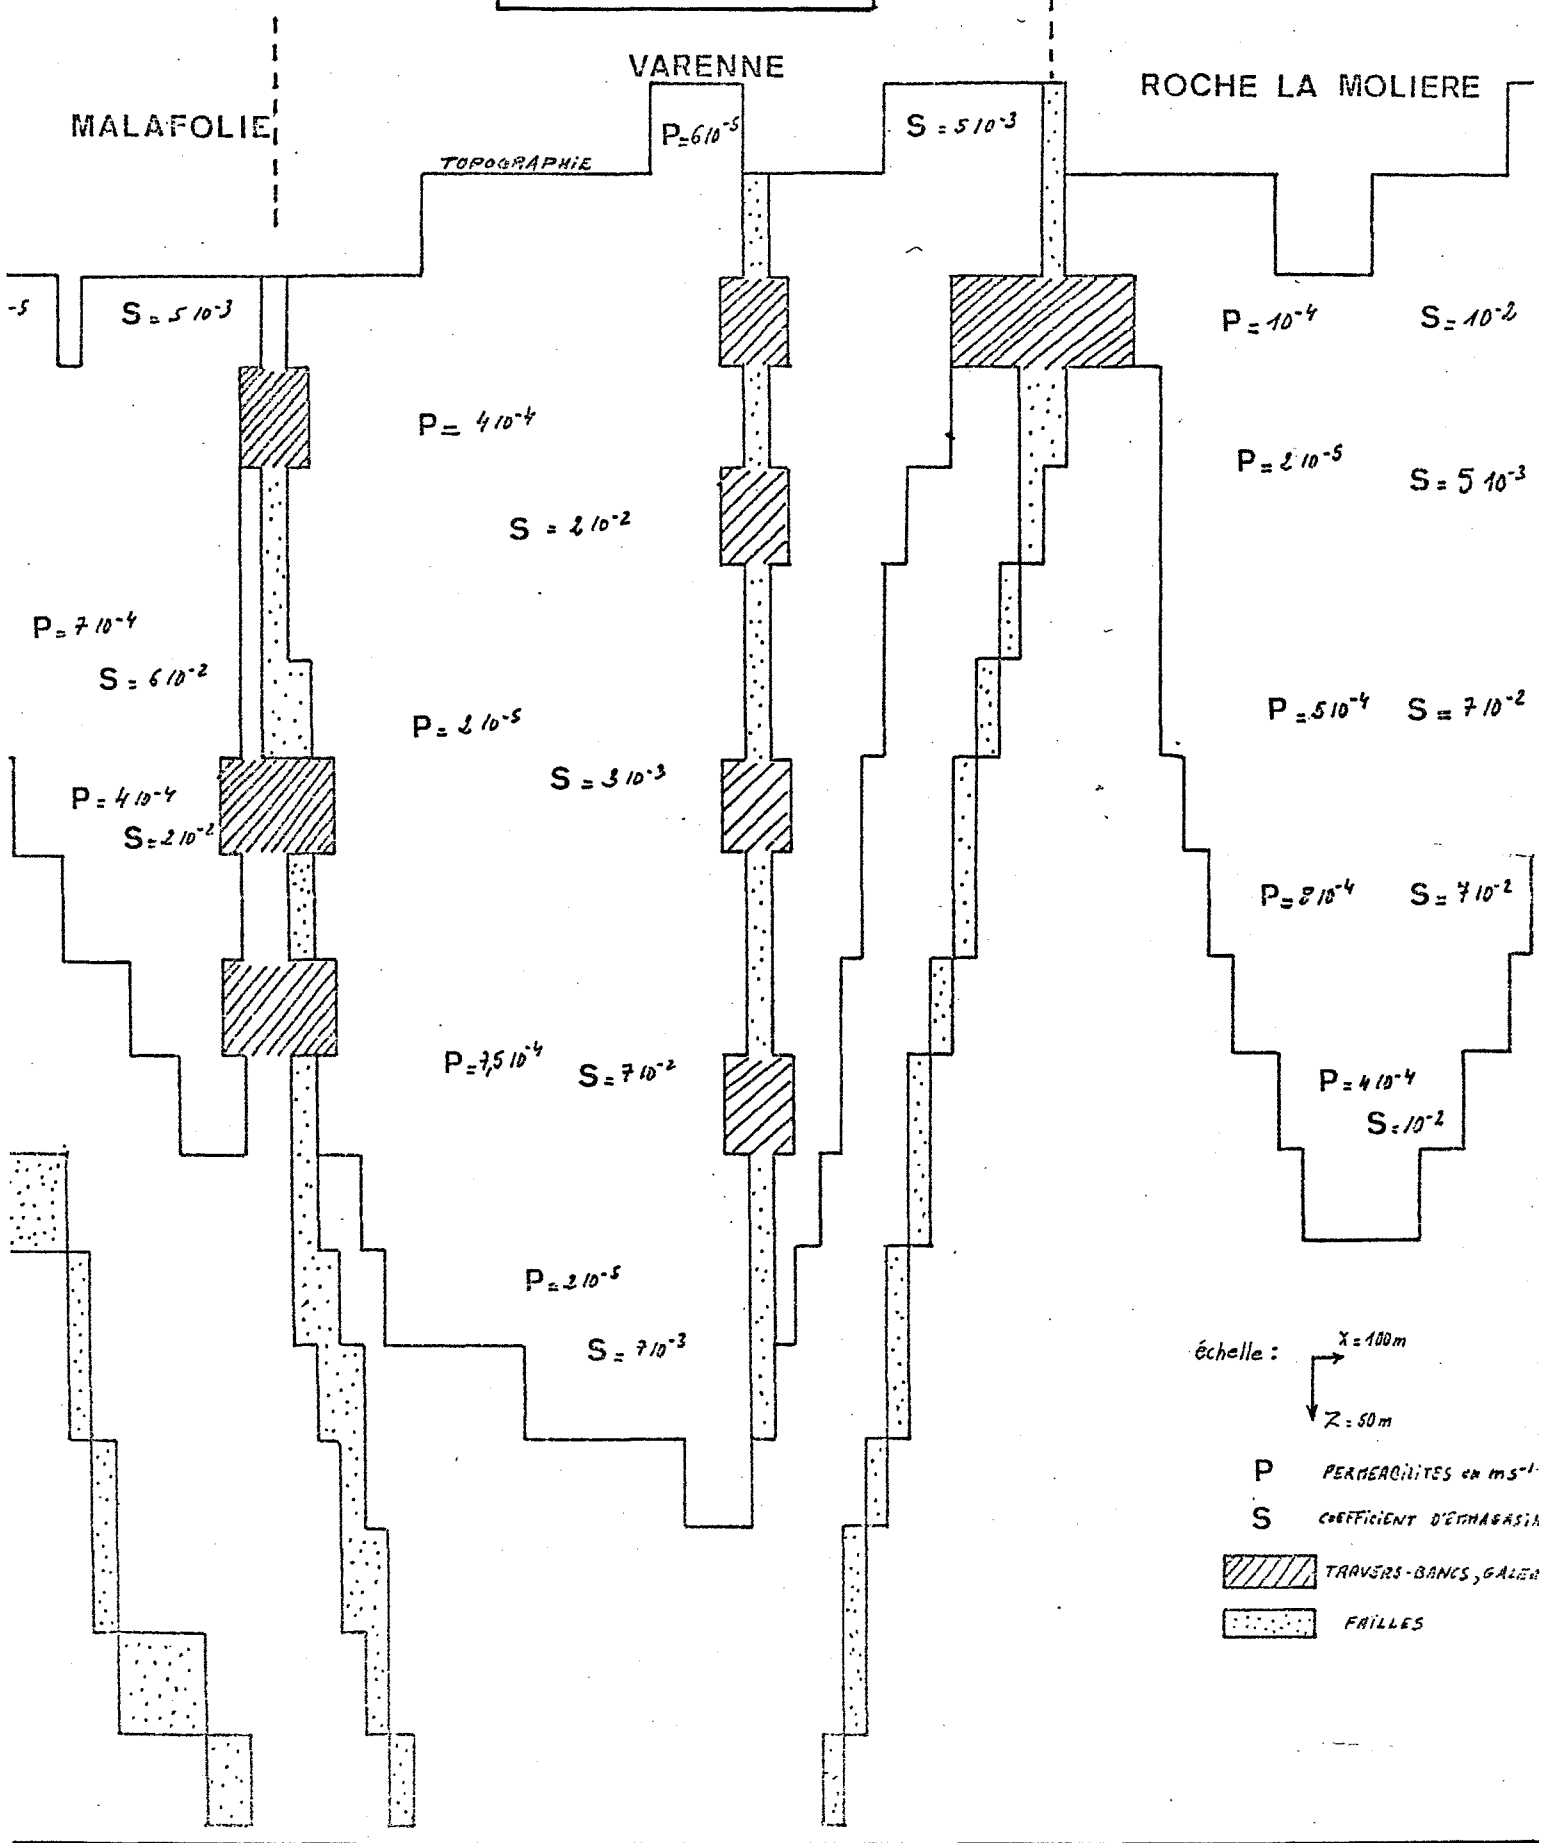 VARENNE
ROCHE LA MOLIERE
MALAFOLIE
P=6 10-5
S = 5 10-3
TOPOGRAPHIE
-5
S = 5 10-3
P = 10-4
S = 10-2
P = 4 10-4
P = 2 10-5
S = 5 10-3
S = 2 10-2
P = 7 10-4
S = 6 10-2
P = 2 10-5
S = 3 10-3
P = 5 10-4
S = 7 10-2
P = 4 10-4
S = 2 10-2
P = 8 10-4
S = 7 10-2
P = 7,5 10-4
S = 7 10-2
P = 4 10-4
S = 10-2
P = 2 10-5
S = 7 10-3
échelle :
X = 100m
Z = 50m
P PERMEABILITES en ms-1
S COEFFICIENT D'EMMAGASIN
TRAVERS-BANCS, GALER
FAILLES